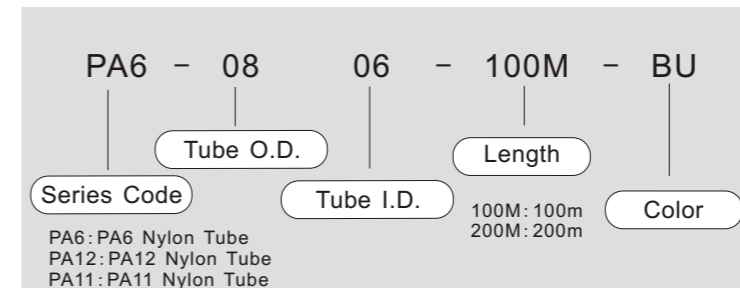 PA6 - 08 06 - 100M - BU
Tube O.D.
Length
Series Code
Tube I.D.
Color
100M:100m
200M:200m
PA6:PA6 Nylon Tube
PA12:PA12 Nylon Tube
PA11:PA11 Nylon Tube